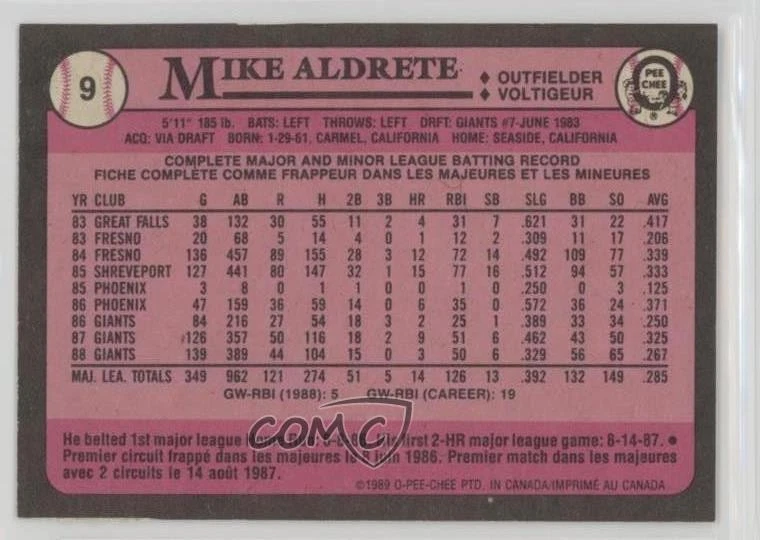 9
MIKE ALDRETE
♦ OUTFIELDER
♦ VOLTIGEUR
O PEE CHEE ®
5'11" 185 lb. BATS: LEFT THROWS: LEFT DRFT: GIANTS #7-JUNE 1983
ACQ: VIA DRAFT BORN: 1-29-61, CARMEL, CALIFORNIA HOME: SEASIDE, CALIFORNIA
COMPLETE MAJOR AND MINOR LEAGUE BATTING RECORD
FICHE COMPLÈTE COMME FRAPPEUR DANS LES MAJEURES ET LES MINEURES
YR CLUB G AB R H 2B 3B HR RBI SB SLG BB SO AVG
83 GREAT FALLS 38 132 30 55 11 2 4 31 7 .621 31 22 .417
83 FRESNO 20 68 5 14 4 0 1 12 2 .309 11 17 .206
84 FRESNO 136 457 89 155 28 3 12 72 14 .492 109 77 .339
85 SHREVEPORT 127 441 80 147 32 1 15 77 16 .512 94 57 .333
85 PHOENIX 3 8 0 1 1 0 0 1 0 .250 0 3 .125
86 PHOENIX 47 159 36 59 14 0 6 35 0 .572 36 24 .371
86 GIANTS 84 216 27 54 18 3 2 25 1 .389 33 34 .250
87 GIANTS 126 357 50 116 18 2 9 51 6 .462 43 50 .325
88 GIANTS 139 389 44 104 15 0 3 50 6 .329 56 65 .267
MAJ. LEA. TOTALS 349 962 121 274 51 5 14 126 13 .392 132 149 .285
GW-RBI (1988): 5 GW-RBI (CAREER): 19
COMC
He belted 1st major league first 2-HR major league game: 6-14-87. ●
Premier circuit frappé dans les majeures le 8 juin 1986. Premier match dans les majeures
avec 2 circuits le 14 août 1987.
©1989 O-PEE-CHEE PTD. IN CANADA/IMPRIMÉ AU CANADA